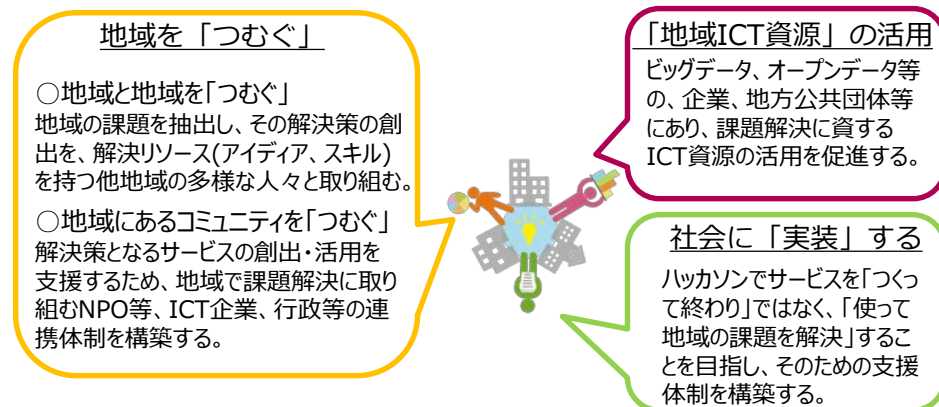 地域を「つむぐ」
○地域と地域を「つむぐ」
地域の課題を抽出し、その解決策の創
出を、解決リソース(アイディア、スキル)
を持つ他地域の多様な人々と取り組む。
○地域にあるコミュニティを「つむぐ」
解決策となるサービスの創出・活用を
支援するため、地域で課題解決に取り
組むNPO等、ICT企業、行政等の連
携体制を構築する。
「地域ICT資源」の活用
ビッグデータ、オープンデータ等
の、企業、地方公共団体等
にあり、課題解決に資する
ICT資源の活用を促進する。
社会に「実装」する
ハッカソンでサービスを「つくっ
て終わり」ではなく、「使って
地域の課題を解決」するこ
とを目指し、そのための支援
体制を構築する。